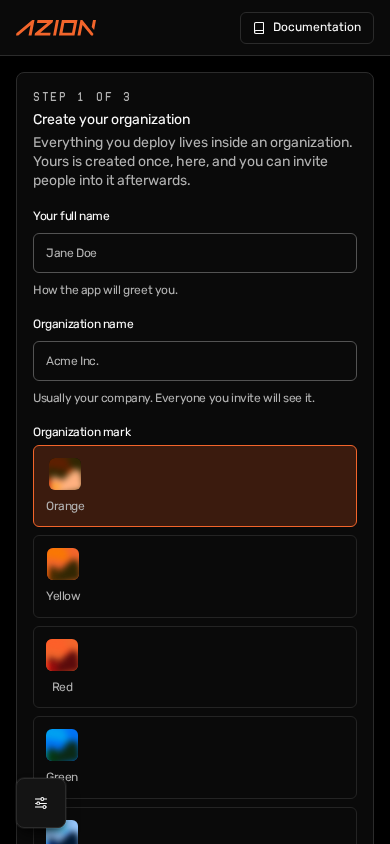 AZION
Documentation
STEP 1 OF 3
Create your organization
Everything you deploy lives inside an organization.
Yours is created once, here, and you can invite
people into it afterwards.
Your full name
Jane Doe
How the app will greet you.
Organization name
Acme Inc.
Usually your company. Everyone you invite will see it.
Organization mark
Orange
Yellow
Red
Green